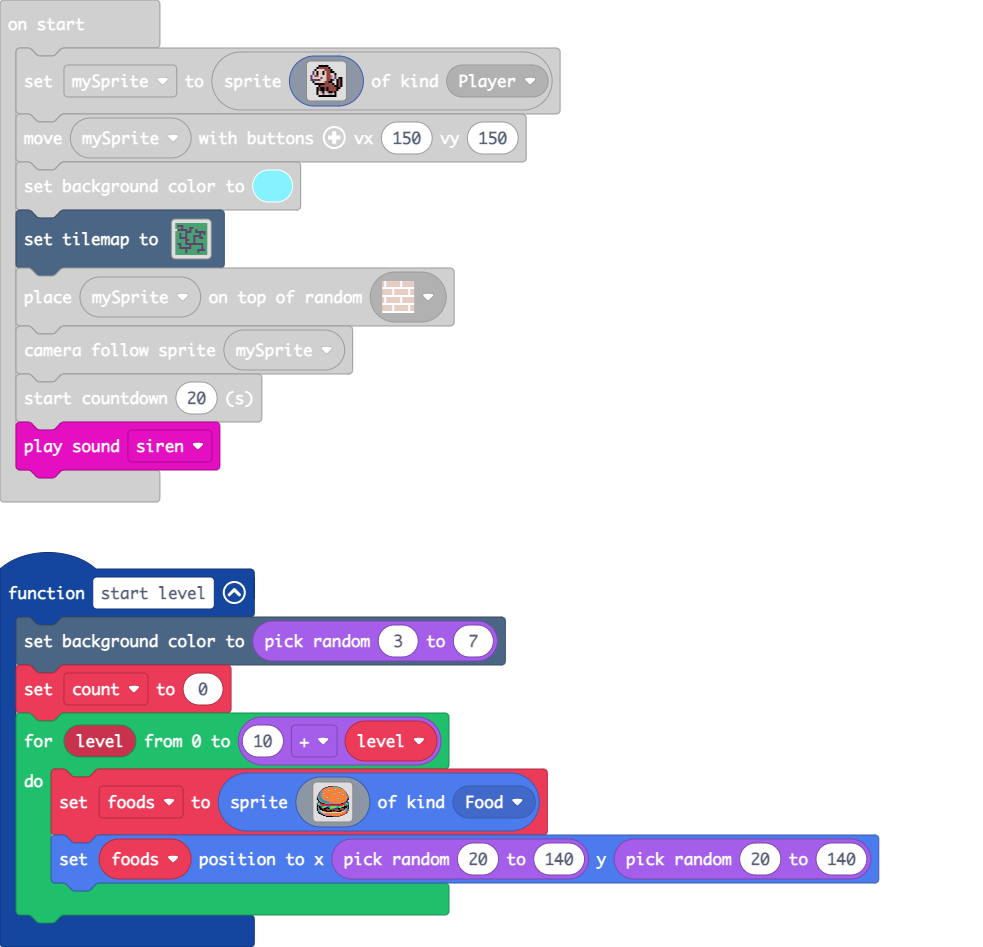 on start
set mySprite to sprite of kind Player
move mySprite with buttons vx 150 vy 150
set background color to
set tilemap to
place mySprite on top of random
camera follow sprite mySprite
start countdown 20 (s)
play sound siren
function start level
set background color to pick random 3 to 7
set count to 0
for level from 0 to 10 + level
do
set foods to sprite of kind Food
set foods position to x pick random 20 to 140 y pick random 20 to 140